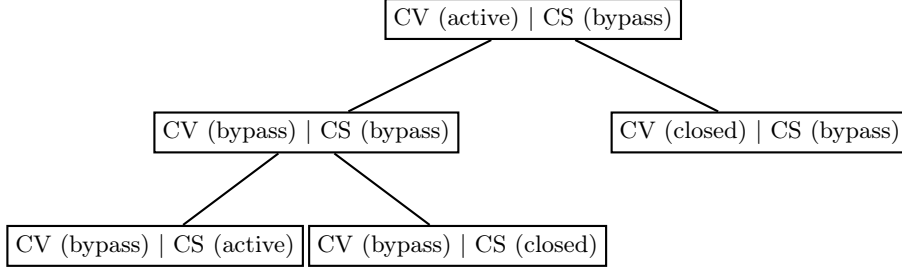 CV (active) | CS (bypass)
CV (bypass) | CS (bypass)
CV (closed) | CS (bypass)
CV (bypass) | CS (active)
CV (bypass) | CS (closed)